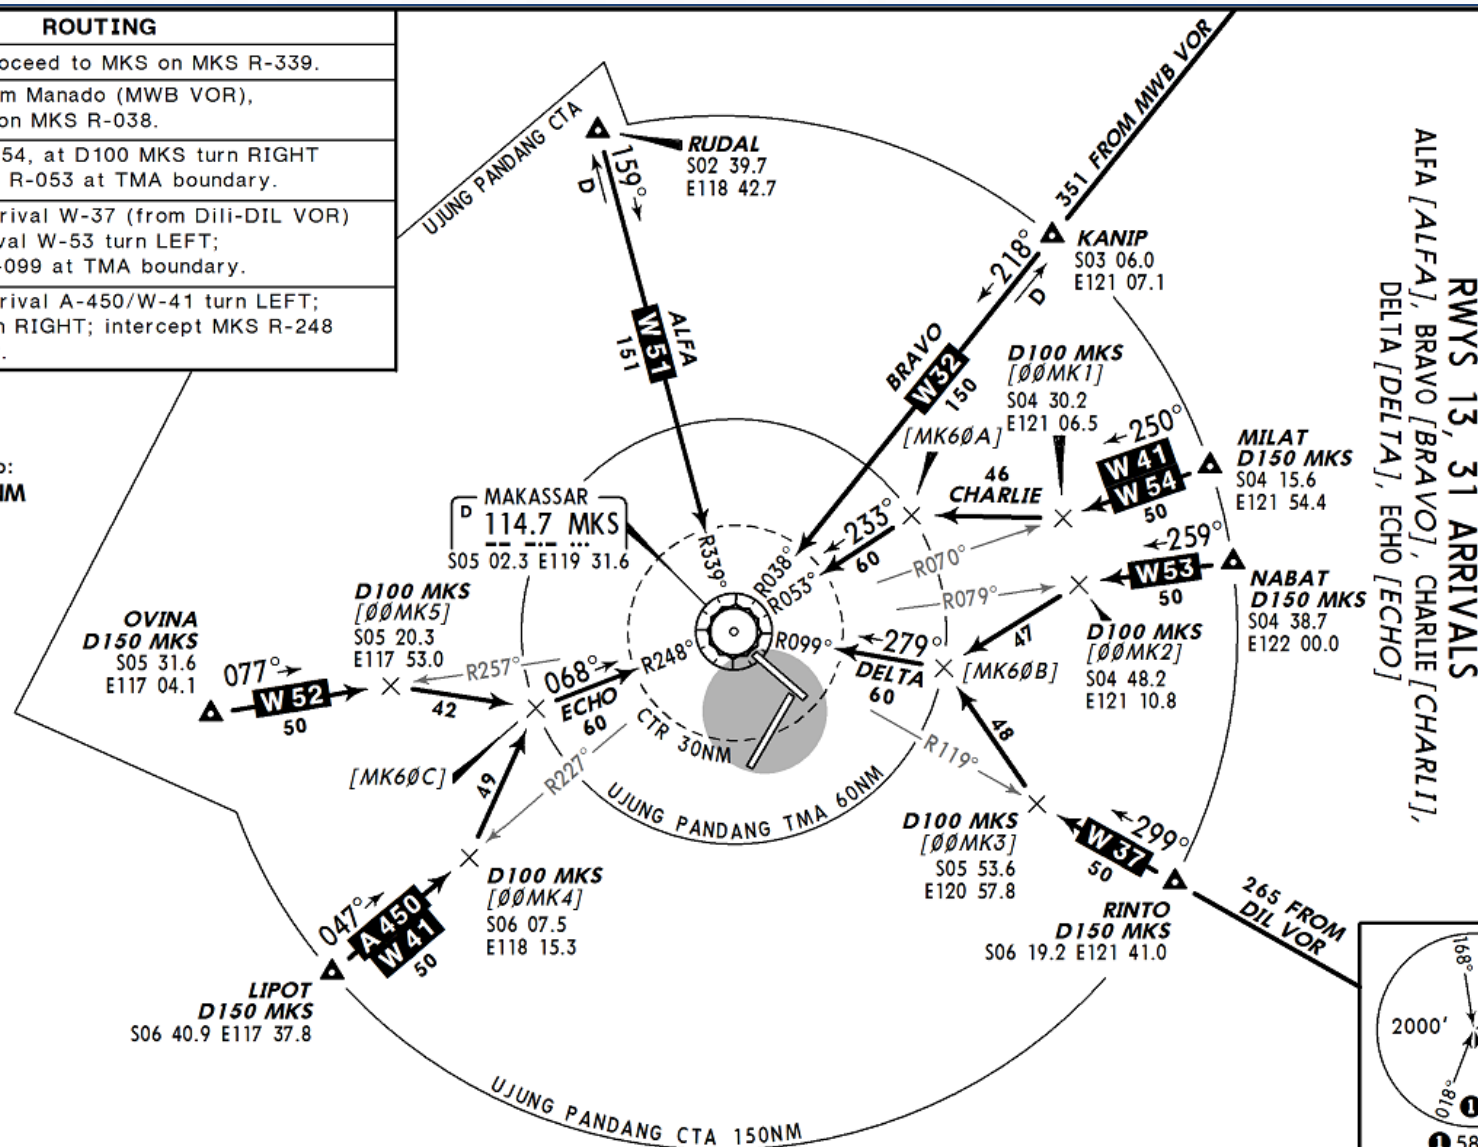 ROUTING
oceed to MKS on MKS R-339.
m Manado (MWB VOR),
on MKS R-038.
54, at D100 MKS turn RIGHT
R-053 at TMA boundary.
rival W-37 (from Dili-DIL VOR)
val W-53 turn LEFT;
-099 at TMA boundary.
rival A-450/W-41 turn LEFT;
n RIGHT; intercept MKS R-248
.
o:
IM
UJUNG PANDANG CTA
RUDAL
S02 39.7
E118 42.7
159°
D
W 51
ALFA
151
R339°
351 FROM MWB VOR
KANIP
S03 06.0
E121 07.1
218°
D
BRAVO
W32
150
R038°
D100 MKS
[ØØMK1]
S04 30.2
E121 06.5
[MK6ØA]
46
CHARLIE
250°
W 41
W 54
50
MILAT
D150 MKS
S04 15.6
E121 54.4
233°
60
R053°
R070°
259°
W53
50
NABAT
D150 MKS
S04 38.7
E122 00.0
R079°
D100 MKS
[ØØMK2]
S04 48.2
E121 10.8
47
[MK6ØB]
R099°
279°
DELTA
60
48
R119°
D100 MKS
[ØØMK3]
S05 53.6
E120 57.8
299°
W 37
50
RINTO
D150 MKS
S06 19.2 E121 41.0
265 FROM
DIL VOR
MAKASSAR
D 114.7 MKS
S05 02.3 E119 31.6
OVINA
D150 MKS
S05 31.6
E117 04.1
077°
W 52
50
D100 MKS
[ØØMK5]
S05 20.3
E117 53.0
R257°
42
068°
ECHO
60
R248°
[MK6ØC]
49
R227°
D100 MKS
[ØØMK4]
S06 07.5
E118 15.3
047°
A 450
W 41
50
LIPOT
D150 MKS
S06 40.9 E117 37.8
CTR 30NM
UJUNG PANDANG TMA 60NM
UJUNG PANDANG CTA 150NM
RWYS 13, 31 ARRIVALS
ALFA [ALFA], BRAVO [BRAVO], CHARLIE [CHARLI],
DELTA [DELTA], ECHO [ECHO]
168°
2000'
018°
1
1 58